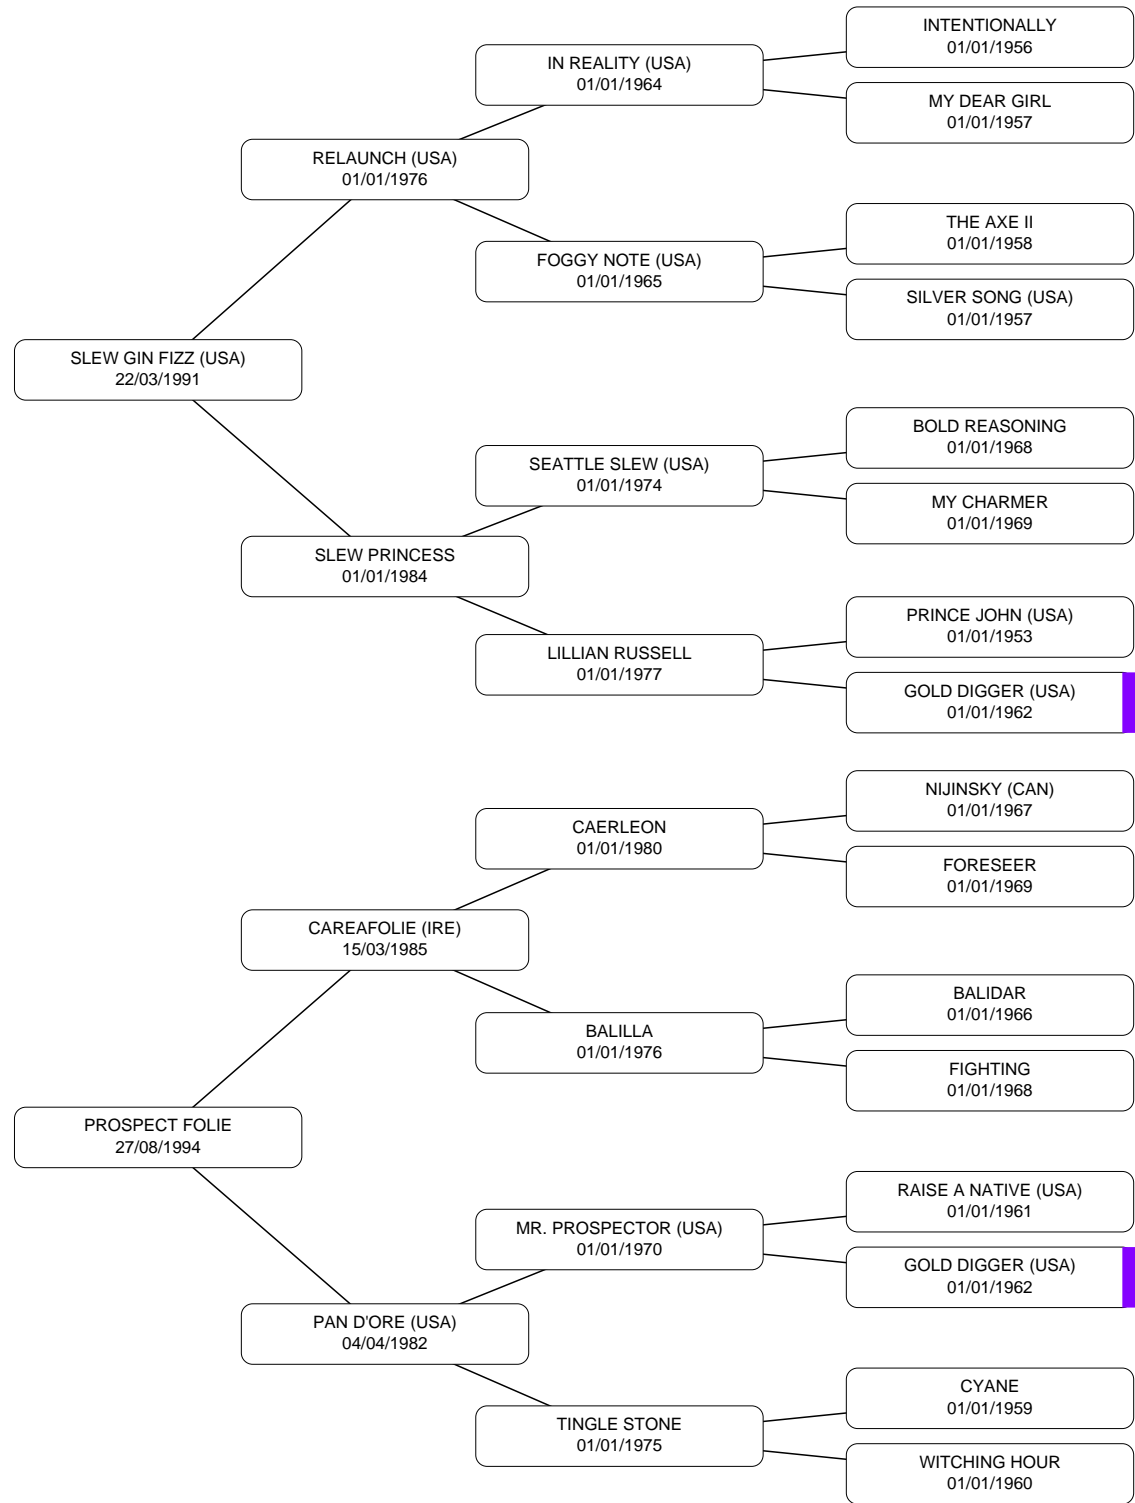 INTENTIONALLY
01/01/1956
IN REALITY (USA)
01/01/1964
MY DEAR GIRL
01/01/1957
RELAUNCH (USA)
01/01/1976
THE AXE II
01/01/1958
FOGGY NOTE (USA)
01/01/1965
SILVER SONG (USA)
01/01/1957
SLEW GIN FIZZ (USA)
22/03/1991
BOLD REASONING
01/01/1968
SEATTLE SLEW (USA)
01/01/1974
MY CHARMER
01/01/1969
SLEW PRINCESS
01/01/1984
PRINCE JOHN (USA)
01/01/1953
LILLIAN RUSSELL
01/01/1977
GOLD DIGGER (USA)
01/01/1962
NIJINSKY (CAN)
01/01/1967
CAERLEON
01/01/1980
FORESEER
01/01/1969
CAREAFOLIE (IRE)
15/03/1985
BALIDAR
01/01/1966
BALILLA
01/01/1976
FIGHTING
01/01/1968
PROSPECT FOLIE
27/08/1994
RAISE A NATIVE (USA)
01/01/1961
MR. PROSPECTOR (USA)
01/01/1970
GOLD DIGGER (USA)
01/01/1962
PAN D'ORE (USA)
04/04/1982
CYANE
01/01/1959
TINGLE STONE
01/01/1975
WITCHING HOUR
01/01/1960